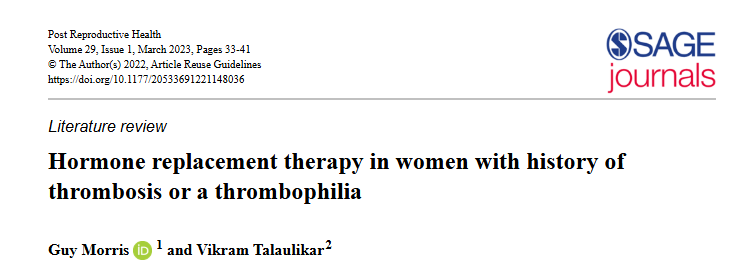 Post Reproductive Health
Volume 29, Issue 1, March 2023, Pages 33-41
© The Author(s) 2022, Article Reuse Guidelines
https://doi.org/10.1177/20533691221148036
SSAGE
journals
Literature review
Hormone replacement therapy in women with history of
thrombosis or a thrombophilia
Guy Morris iD 1 and Vikram Talaulikar2